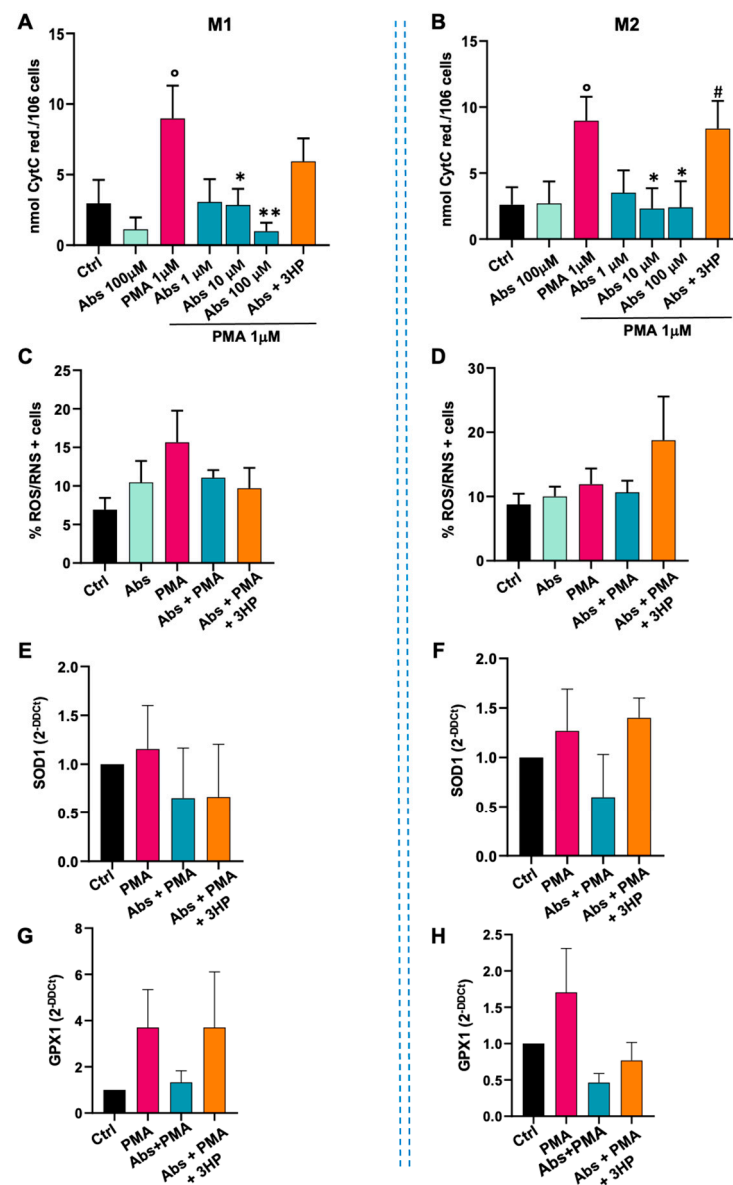 A
M1
nmol CytC red./106 cells
15
10
5
0
°
*
**
Ctrl
Abs 100μM
PMA 1μM
Abs 1 μM
Abs 10 μM
Abs 100 μM
Abs + 3HP
PMA 1μM
B
M2
nmol CytC red./106 cells
15
10
5
0
°
*
*
#
Ctrl
Abs 100μM
PMA 1μM
Abs 1 μM
Abs 10 μM
Abs 100 μM
Abs + 3HP
PMA 1μM
C
% ROS/RNS + cells
25
20
15
10
5
0
Ctrl
Abs
PMA
Abs + PMA
Abs + PMA
+ 3HP
D
% ROS/RNS + cells
30
20
10
0
Ctrl
Abs
PMA
Abs + PMA
Abs + PMA
+ 3HP
E
SOD1 (2-DDCt)
2.0
1.5
1.0
0.5
0.0
Ctrl
PMA
Abs + PMA
Abs + PMA
+ 3HP
F
SOD1 (2-DDCt)
2.0
1.5
1.0
0.5
0.0
Ctrl
PMA
Abs + PMA
Abs + PMA
+ 3HP
G
GPX1 (2-DDCt)
8
6
4
2
0
Ctrl
PMA
Abs+PMA
Abs + PMA
+ 3HP
H
GPX1 (2-DDCt)
2.5
2.0
1.5
1.0
0.5
0.0
Ctrl
PMA
Abs+PMA
Abs + PMA
+ 3HP